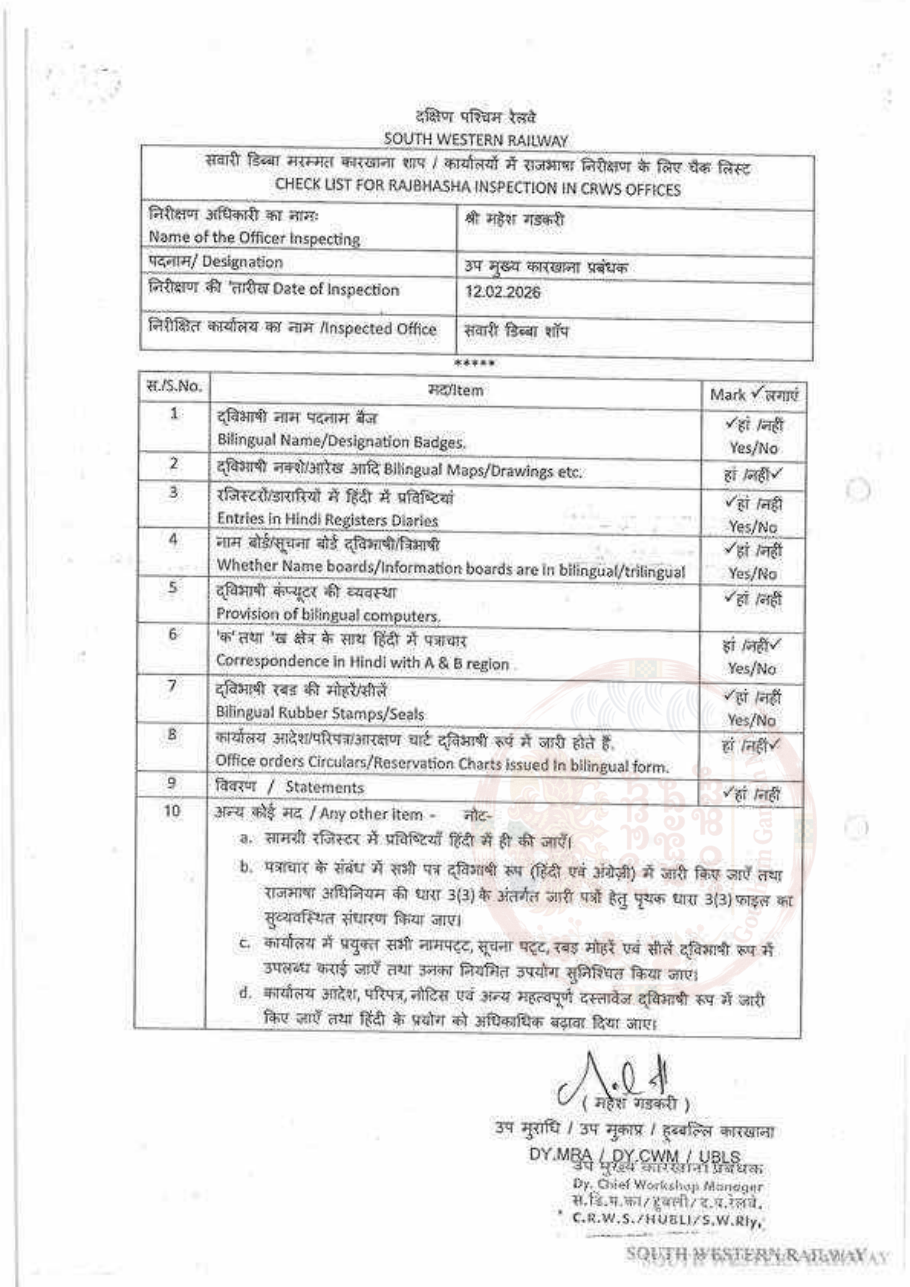 दक्षिण पश्चिम रेलवे
SOUTH WESTERN RAILWAY
सवारी डिब्बा मरम्मत कारखाना शाप / कार्यालयों में राजभाषा निरीक्षण के लिए चेक लिस्ट
CHECK LIST FOR RAJBHASHA INSPECTION IN CRWS OFFICES
निरीक्षण अधिकारी का नामः
Name of the Officer Inspecting
श्री महेश गडकरी
पदनाम/ Designation
उप मुख्य कारखाना प्रबंधक
निरीक्षण की 'तारीख Date of Inspection
12.02.2026
निरीक्षित कार्यालय का नाम /Inspected Office
सवारी डिब्बा शॉप
*****
स./S.No.
मद/Item
Mark ✓ लगाएं
1
द्विभाषी नाम पदनाम बैज
Bilingual Name/Designation Badges.
✓हां /नहीं
Yes/No
2
द्विभाषी नक्शे/आरेख आदि Bilingual Maps/Drawings etc.
हां /नहीं✓
3
रजिस्टरों/डारारियों में हिंदी में प्रविष्टियां
Entries in Hindi Registers Diaries
✓हां /नहीं
Yes/No
4
नाम बोर्ड/सूचना बोर्ड द्विभाषी/त्रिभाषी
Whether Name boards/Information boards are in bilingual/trilingual
✓हां /नहीं
Yes/No
5
द्विभाषी कंप्यूटर की व्यवस्था
Provision of bilingual computers.
✓हां /नहीं
6
'क' तथा 'ख क्षेत्र के साथ हिंदी में पत्राचार
Correspondence in Hindi with A & B region .
हां /नहीं✓
Yes/No
7
द्विभाषी रबड की मोहरें/सीलें
Bilingual Rubber Stamps/Seals
✓हां /नहीं
Yes/No
8
कार्यालय आदेश/परिपत्र/आरक्षण चार्ट द्विभाषी रूप में जारी होते हैं.
Office orders Circulars/Reservation Charts issued In bilingual form.
हां /नहीं✓
9
विवरण / Statements
✓हां /नहीं
10
अन्य कोई मद / Any other item - नोट-
a. सामग्री रजिस्टर में प्रविष्टियाँ हिंदी में ही की जाएँ।
b. पत्राचार के संबंध में सभी पत्र द्विभाषी रूप (हिंदी एवं अंग्रेज़ी) में जारी किए जाएँ तथा
राजभाषा अधिनियम की धारा 3(3) के अंतर्गत जारी पत्रों हेतु पृथक धारा 3(3) फाइल का
सुव्यवस्थित संधारण किया जाए।
c. कार्यालय में प्रयुक्त सभी नामपट्ट, सूचना पट्ट, रबड़ मोहरें एवं सीलें द्विभाषी रूप में
उपलब्ध कराई जाएँ तथा उनका नियमित उपयोग सुनिश्चित किया जाए।
d. कार्यालय आदेश, परिपत्र, नोटिस एवं अन्य महत्वपूर्ण दस्तावेज द्विभाषी रूप में जारी
किए जाएँ तथा हिंदी के प्रयोग को अधिकाधिक बढ़ावा दिया जाए।
( महेश गडकरी )
उप मुराधि / उप मुकाप्र / हुब्बल्लि कारखाना
DY.MRA / DY.CWM / UBLS
उप मुख्य कारखाना प्रबंधक
Dy. Chief Workshop Manager
स.डि.म.का/हुबली/द.प.रेलवे.
C.R.W.S./HUBLI/S.W.Rly,
SOUTH WESTERN RAILWAY